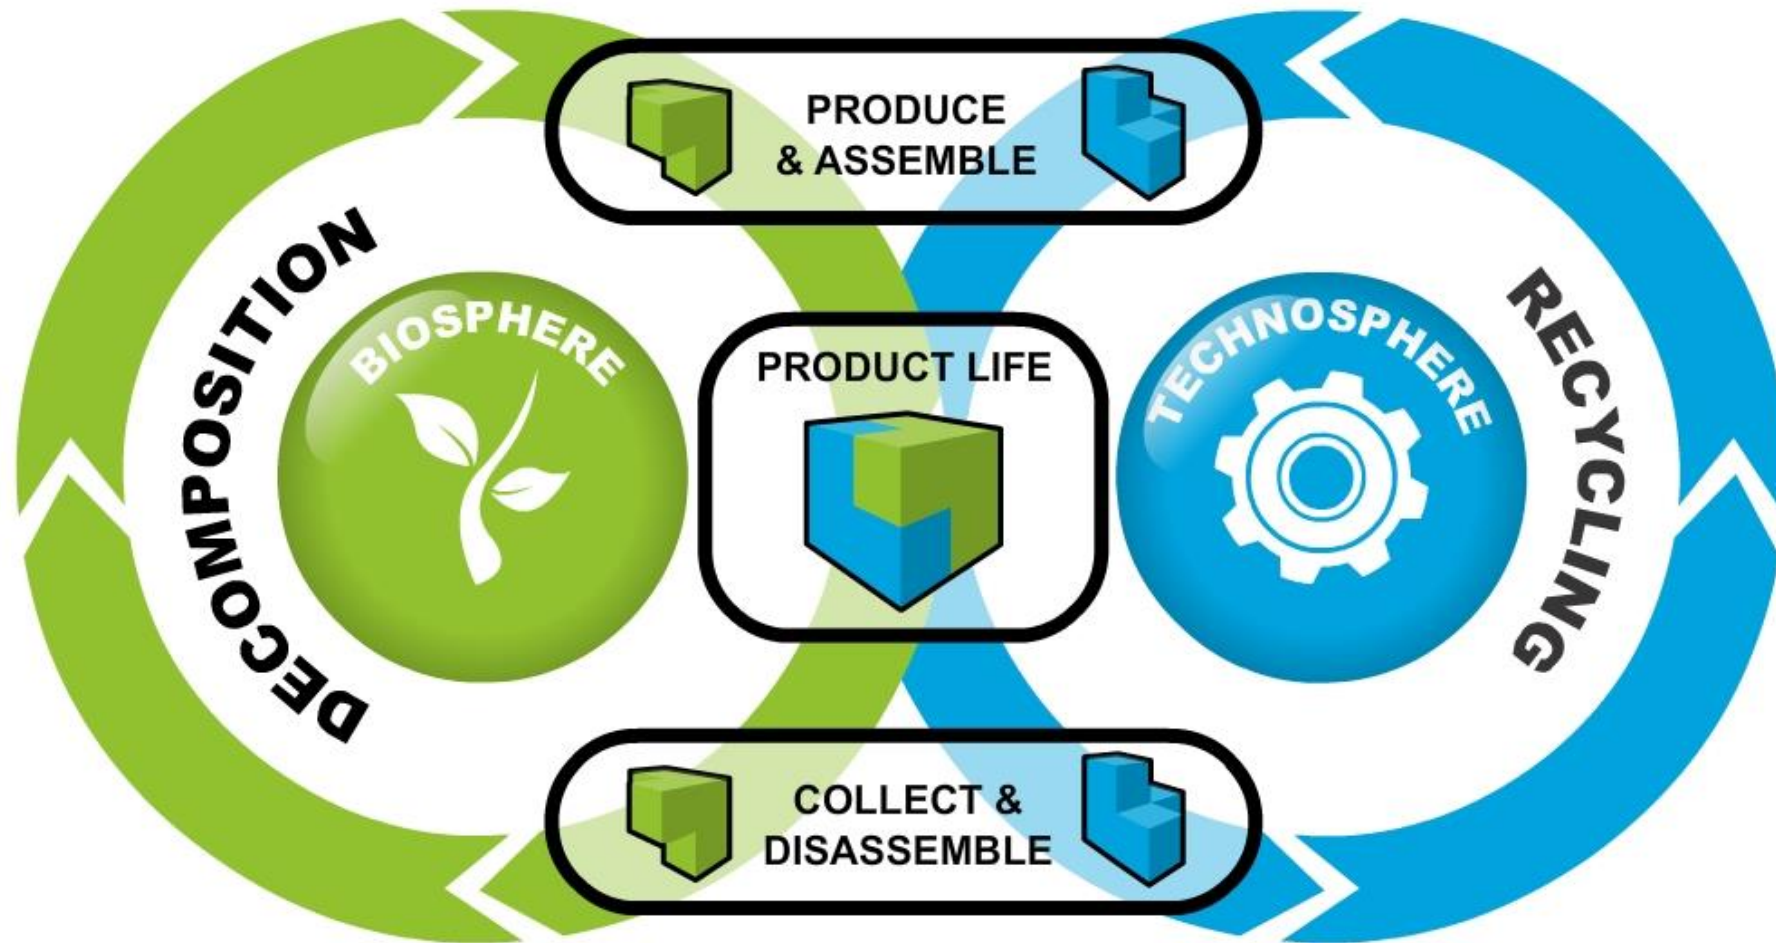 PRODUCE
& ASSEMBLE
DECOMPOSITION
BIOSPHERE
PRODUCT LIFE
TECHNOSPHERE
RECYCLING
COLLECT &
DISASSEMBLE